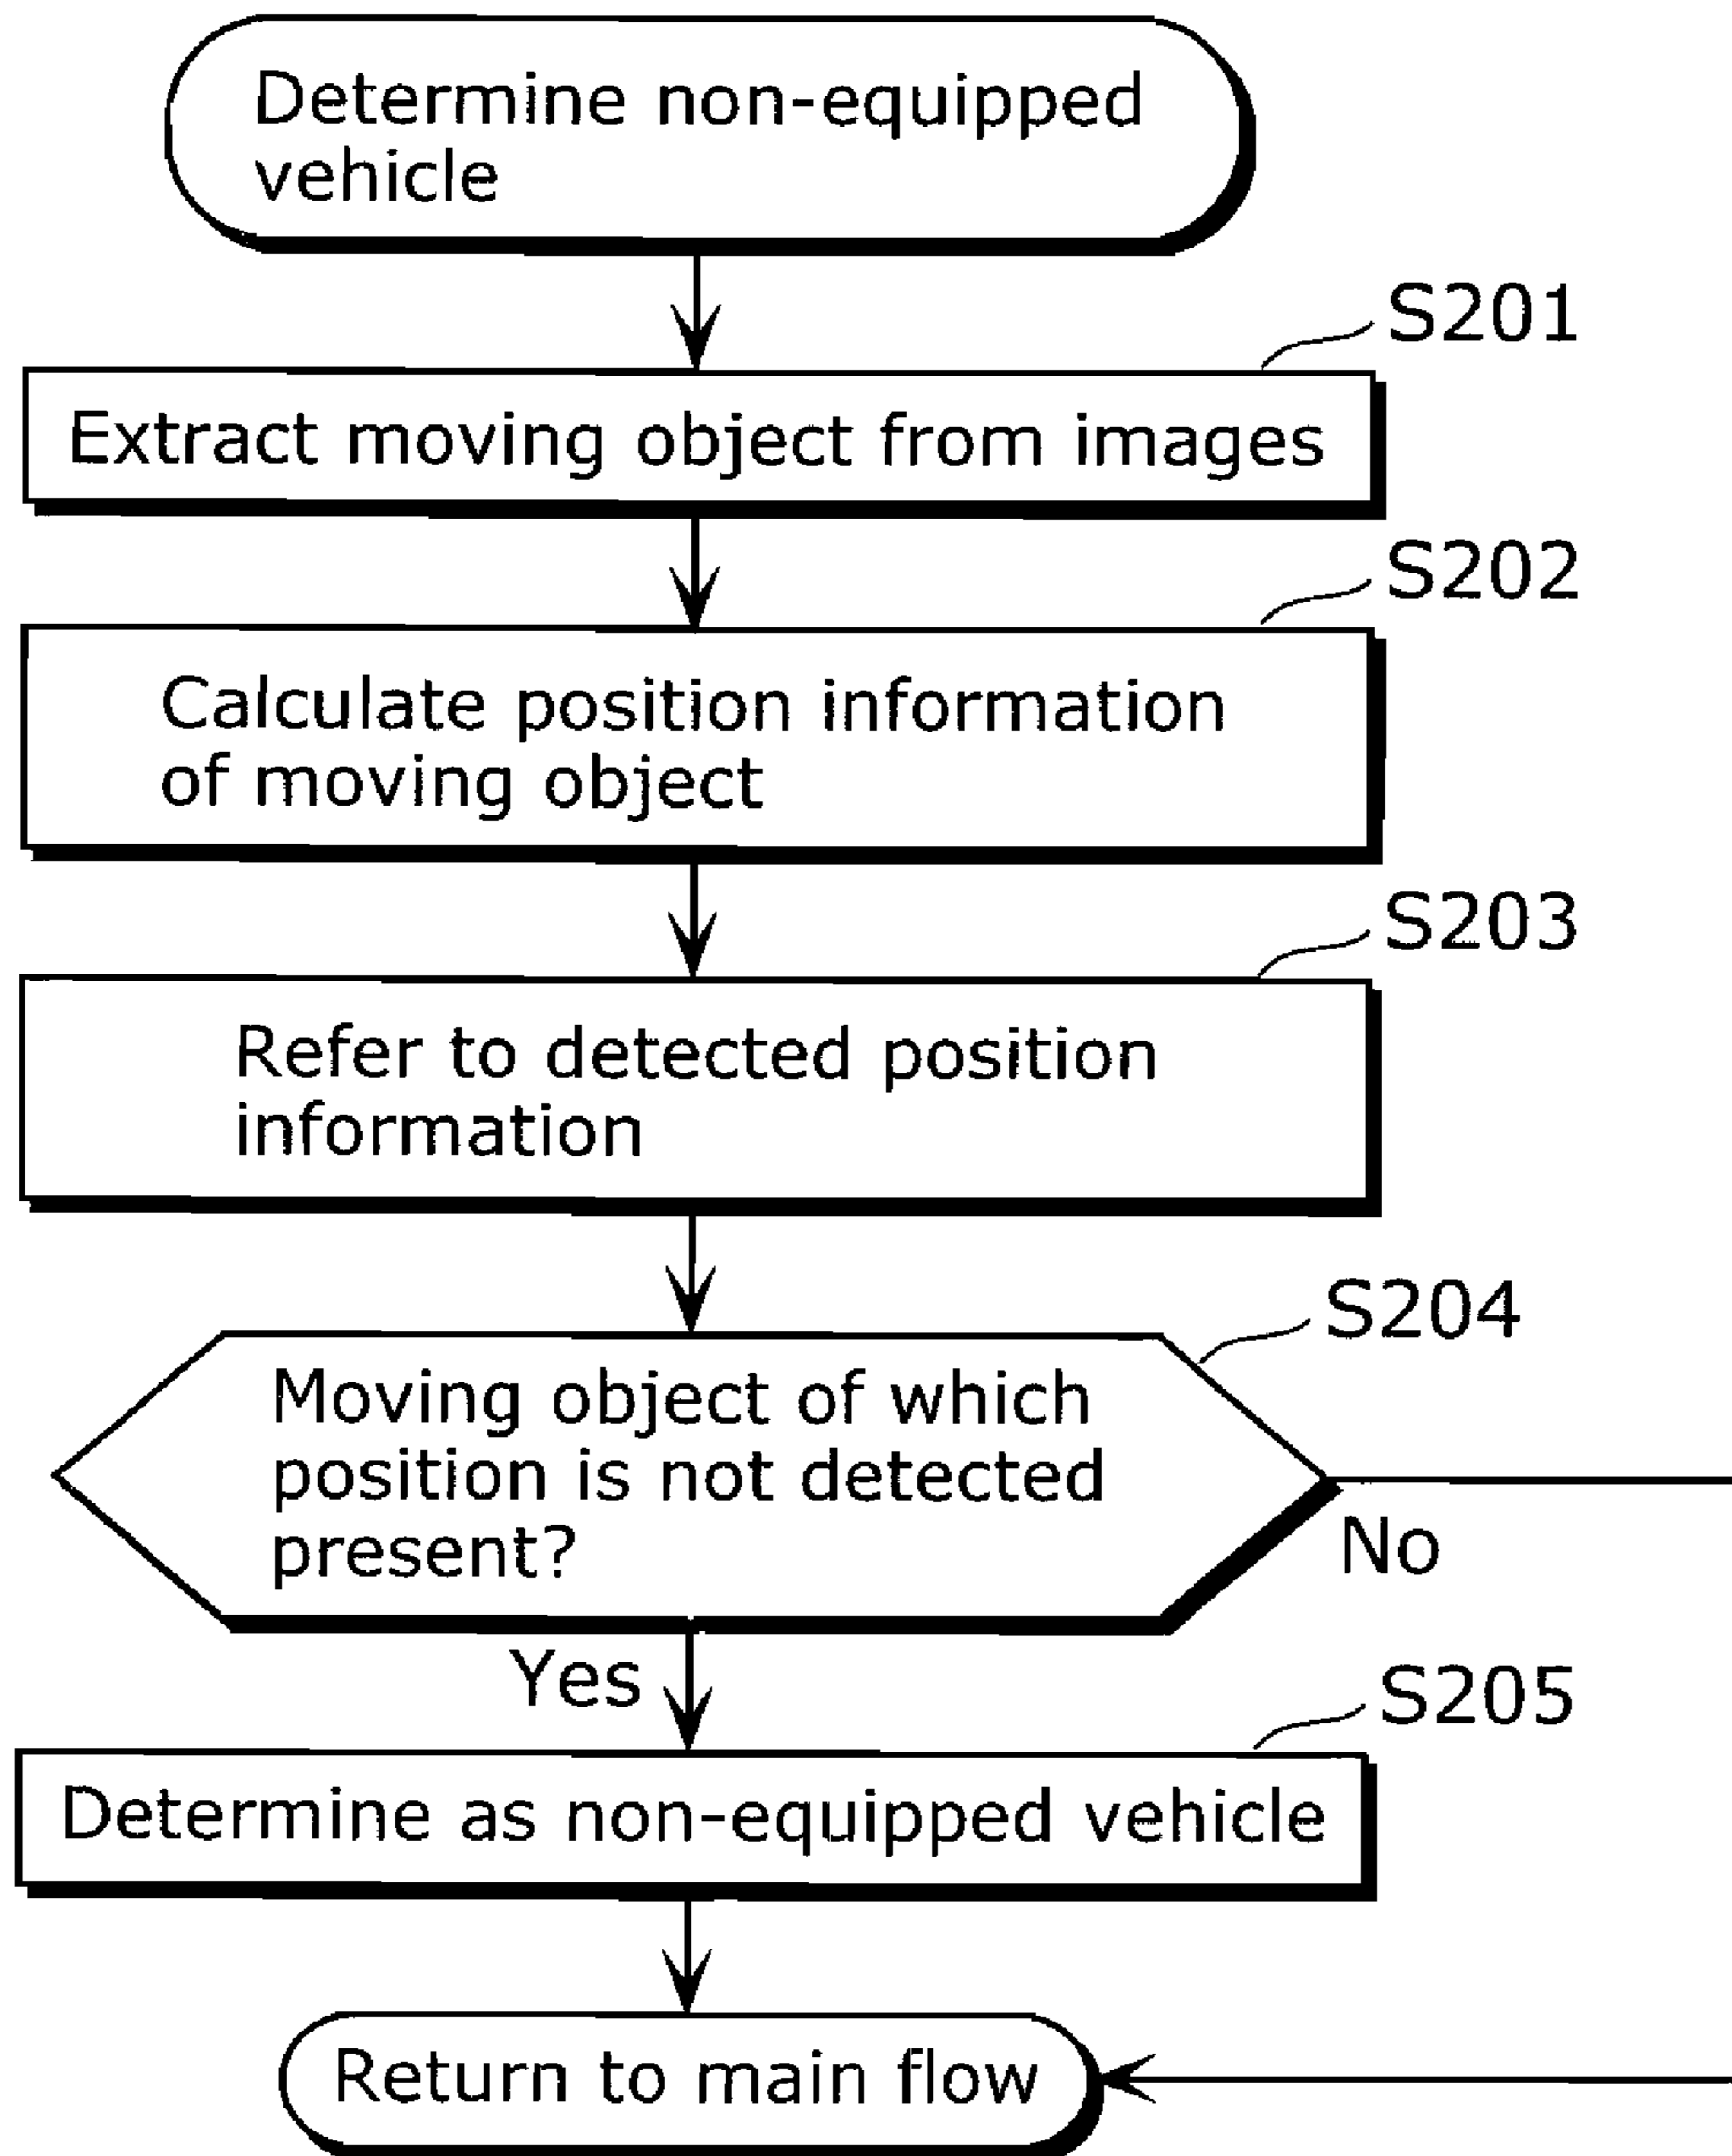 Determine non-equipped
vehicle
S201
Extract moving object from images
S202
Calculate position information
of moving object
S203
Refer to detected position
information
S204
Moving object of which
position is not detected
present?
No
Yes
S205
Determine as non-equipped vehicle
Return to main flow